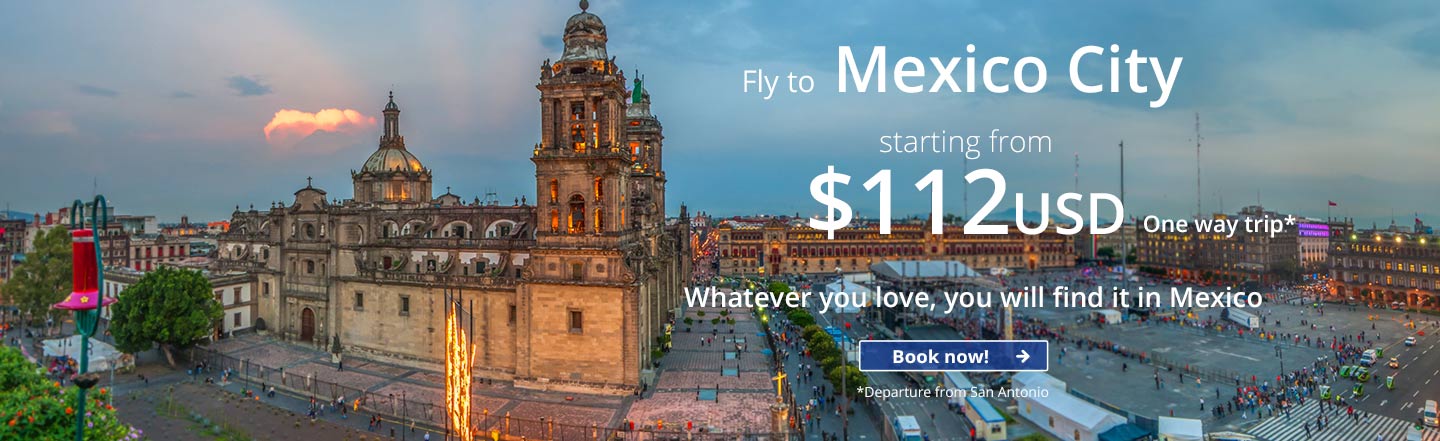 Fly to Mexico City
starting from
$112USD One way trip*
Whatever you love, you will find it in Mexico
Book now!
*Departure from San Antonio